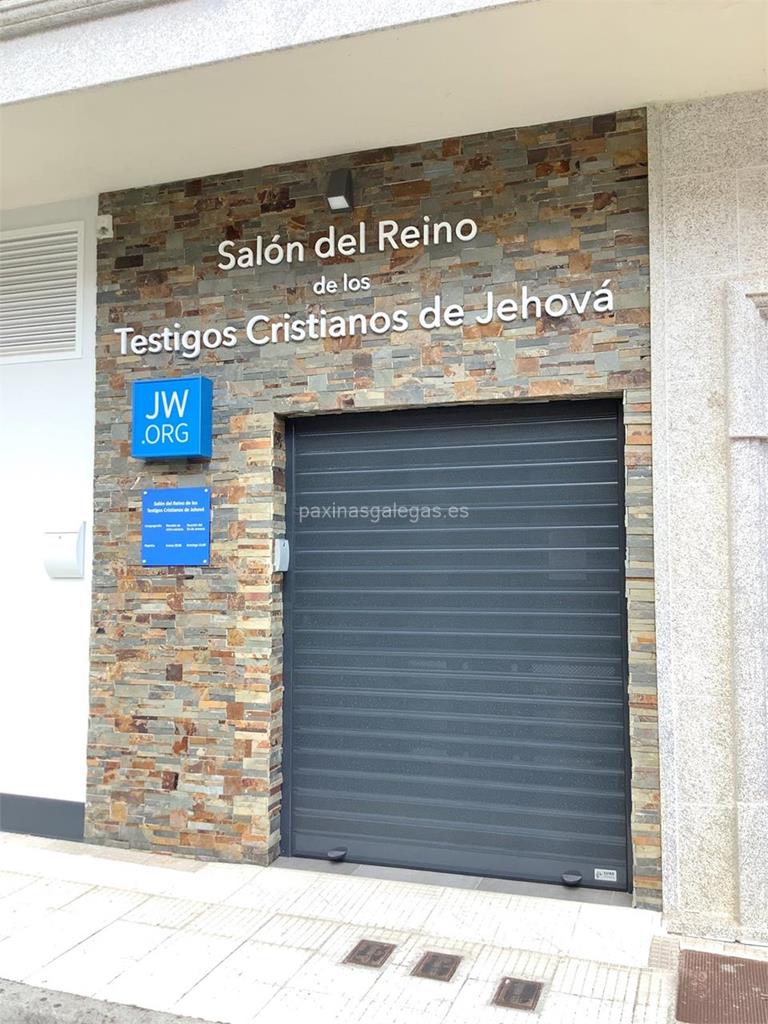 Salón del Reino
de los
Testigos Cristianos de Jehová
JW
.ORG
Salón del Reino de los
Testigos Cristianos de Jehová
paxinasgalegas.es